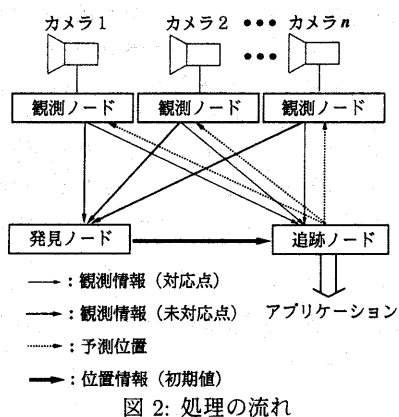 カメラ1 カメラ2 ••• カメラn
•••
観測ノード 観測ノード 観測ノード
発見ノード 追跡ノード
アプリケーション
→:観測情報(対応点)
→:観測情報(未対応点)
:予測位置
→:位置情報(初期値)
図 2: 処理の流れ